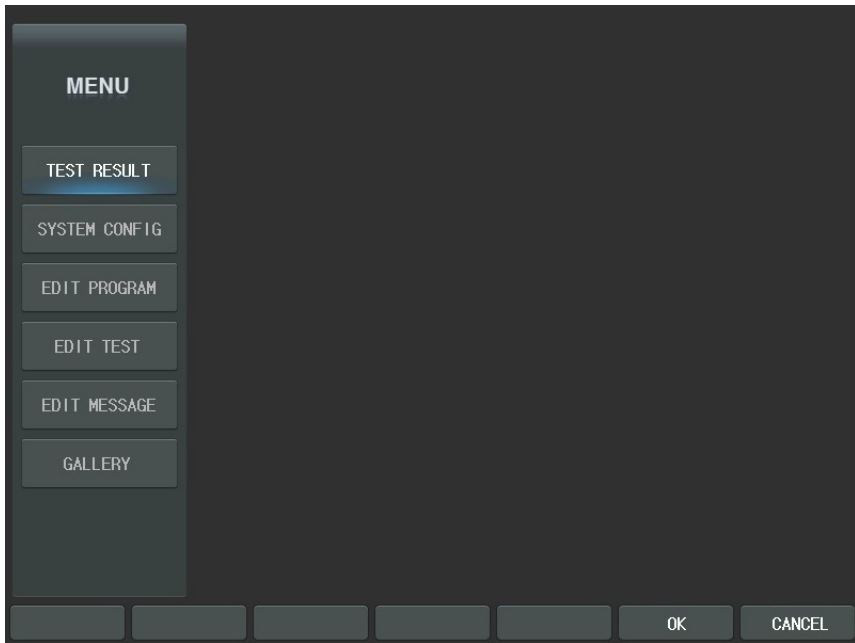 MENU
TEST RESULT
SYSTEM CONFIG
EDIT PROGRAM
EDIT TEST
EDIT MESSAGE
GALLERY
OK CANCEL